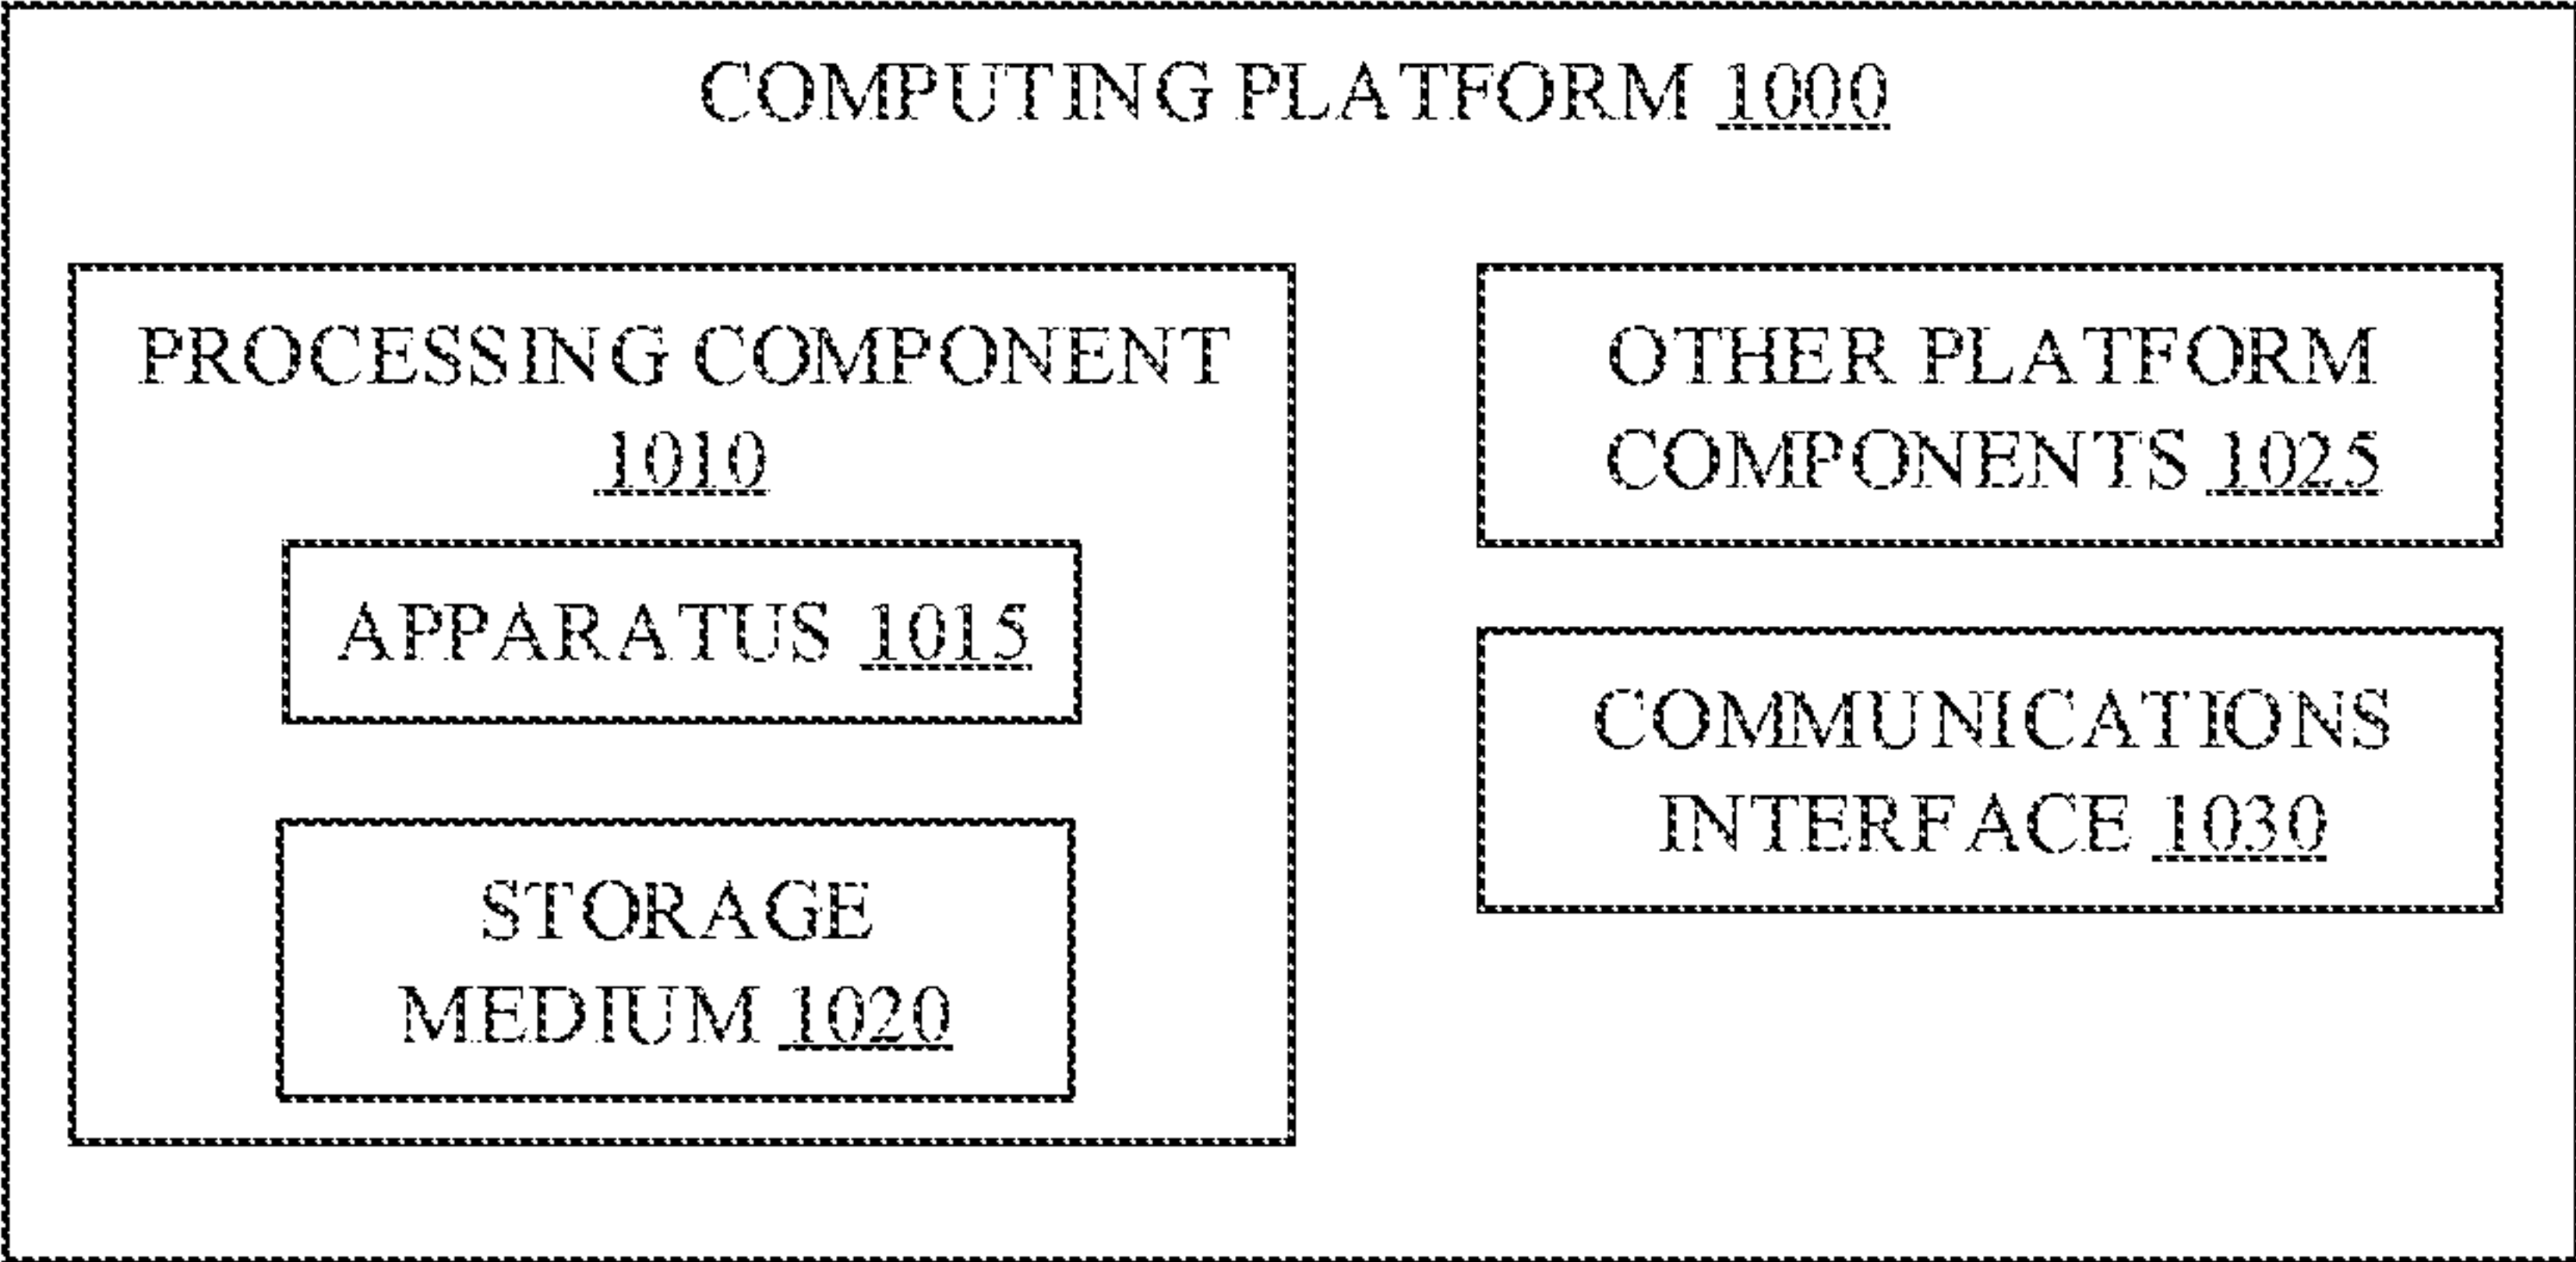 COMPUTING PLATFORM 1000
PROCESSING COMPONENT
1010
APPARATUS 1015
STORAGE
MEDIUM 1020
OTHER PLATFORM
COMPONENTS 1025
COMMUNICATIONS
INTERFACE 1030